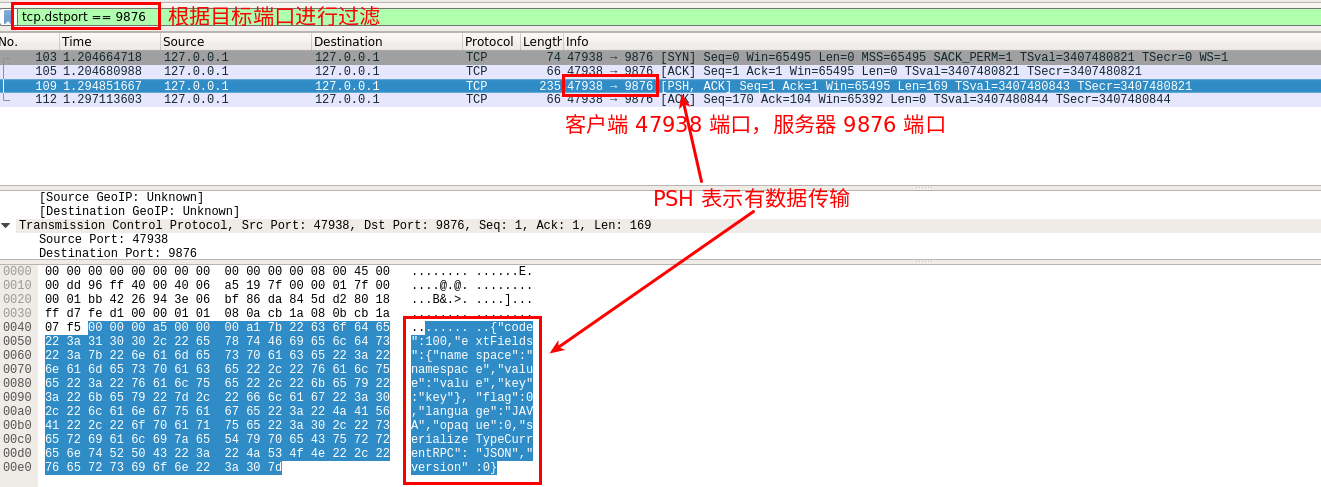 tcp.dstport == 9876 根据目标端口进行过滤
No. Time Source Destination Protocol Length Info
103 1.204664718 127.0.0.1 127.0.0.1 TCP 74 47938 → 9876 [SYN] Seq=0 Win=65495 Len=0 MSS=65495 SACK_PERM=1 TSval=3407480821 TSecr=0 WS=1
105 1.204680988 127.0.0.1 127.0.0.1 TCP 66 47938 → 9876 [ACK] Seq=1 Ack=1 Win=65495 Len=0 TSval=3407480821 TSecr=3407480821
109 1.294851667 127.0.0.1 127.0.0.1 TCP 235 47938 → 9876 [PSH, ACK] Seq=1 Ack=1 Win=65495 Len=169 TSval=3407480843 TSecr=3407480821
112 1.297113603 127.0.0.1 127.0.0.1 TCP 66 47938 → 9876 [ACK] Seq=170 Ack=104 Win=65392 Len=0 TSval=3407480844 TSecr=3407480844
客户端 47938 端口，服务器 9876 端口
PSH 表示有数据传输
[Source GeoIP: Unknown]
[Destination GeoIP: Unknown]
Transmission Control Protocol, Src Port: 47938, Dst Port: 9876, Seq: 1, Ack: 1, Len: 169
Source Port: 47938
Destination Port: 9876
0000 00 00 00 00 00 00 00 00 00 00 00 00 08 00 45 00 ........ ......E.
0010 00 dd 96 ff 40 00 40 06 a5 19 7f 00 00 01 7f 00 ....@.@. ........
0020 00 01 bb 42 26 94 3e 06 bf 86 da 84 5d d2 80 18 ...B&.>. ....]...
0030 ff d7 fe d1 00 00 01 01 08 0a cb 1a 08 0b cb 1a ........ ........
0040 07 f5 00 00 00 a5 00 00 00 a1 7b 22 63 6f 64 65 ........ ..{"code
0050 22 3a 31 30 30 2c 22 65 78 74 46 69 65 6c 64 73 ":100,"e xtFields
0060 22 3a 7b 22 6e 61 6d 65 73 70 61 63 65 22 3a 22 ":{"name space":"
0070 6e 61 6d 65 73 70 61 63 65 22 2c 22 76 61 6c 75 namespac e","valu
0080 65 22 3a 22 76 61 6c 75 65 22 2c 22 6b 65 79 22 e":"valu e","key"
0090 3a 22 6b 65 79 22 7d 2c 22 66 6c 61 67 22 3a 30 :"key"}, "flag":0
00a0 2c 22 6c 61 6e 67 75 61 67 65 22 3a 22 4a 41 56 ,"langua ge":"JAV
00b0 41 22 2c 22 6f 70 61 71 75 65 22 3a 30 2c 22 73 A","opaq ue":0,"s
00c0 65 72 69 61 6c 69 7a 65 54 79 70 65 43 75 72 72 erialize TypeCurr
00d0 65 6e 74 52 50 43 22 3a 22 4a 53 4f 4e 22 2c 22 entRPC": "JSON","
00e0 76 65 72 73 69 6f 6e 22 3a 30 7d version" :0}